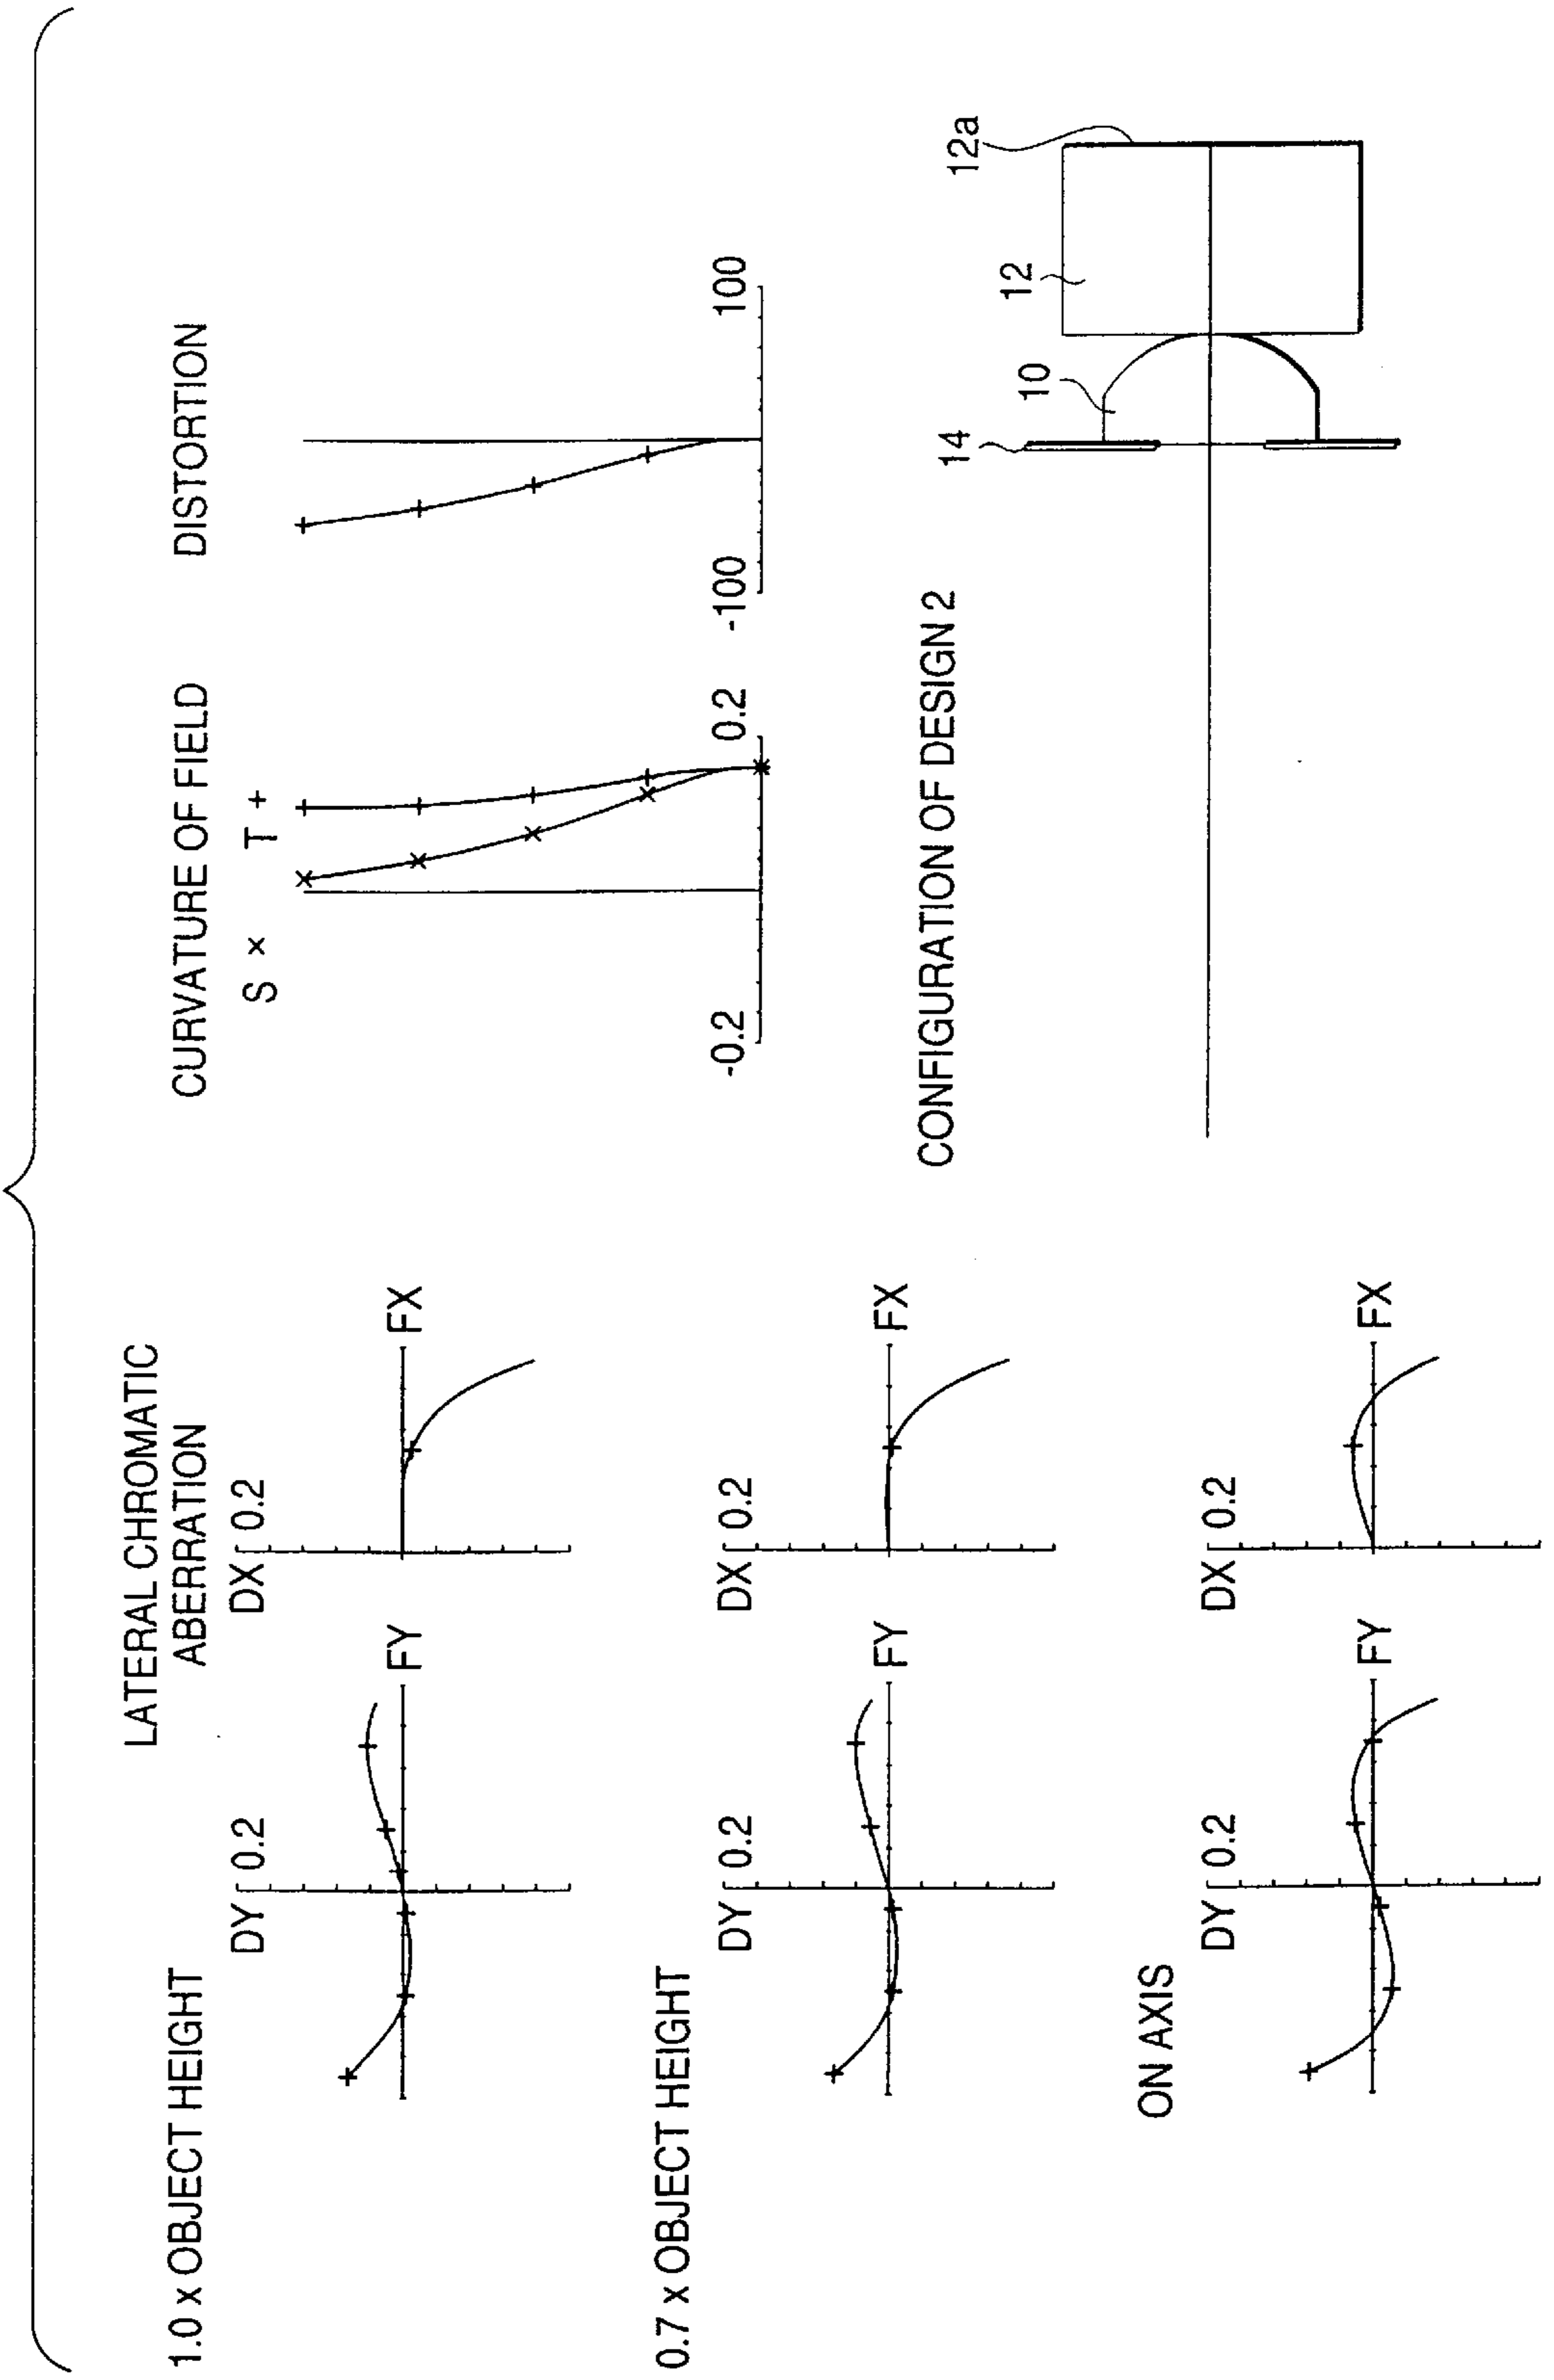 LATERAL CHROMATIC
ABERRATION
1.0 x OBJECT HEIGHT
DY 0.2
FY
DX 0.2
FX
0.7 x OBJECT HEIGHT
DY 0.2
FY
DX 0.2
FX
ON AXIS
DY 0.2
FY
DX 0.2
FX
CURVATURE OF FIELD
S × T +
-0.2 0.2
DISTORTION
-100 100
CONFIGURATION OF DESIGN 2
14
10
12
12a